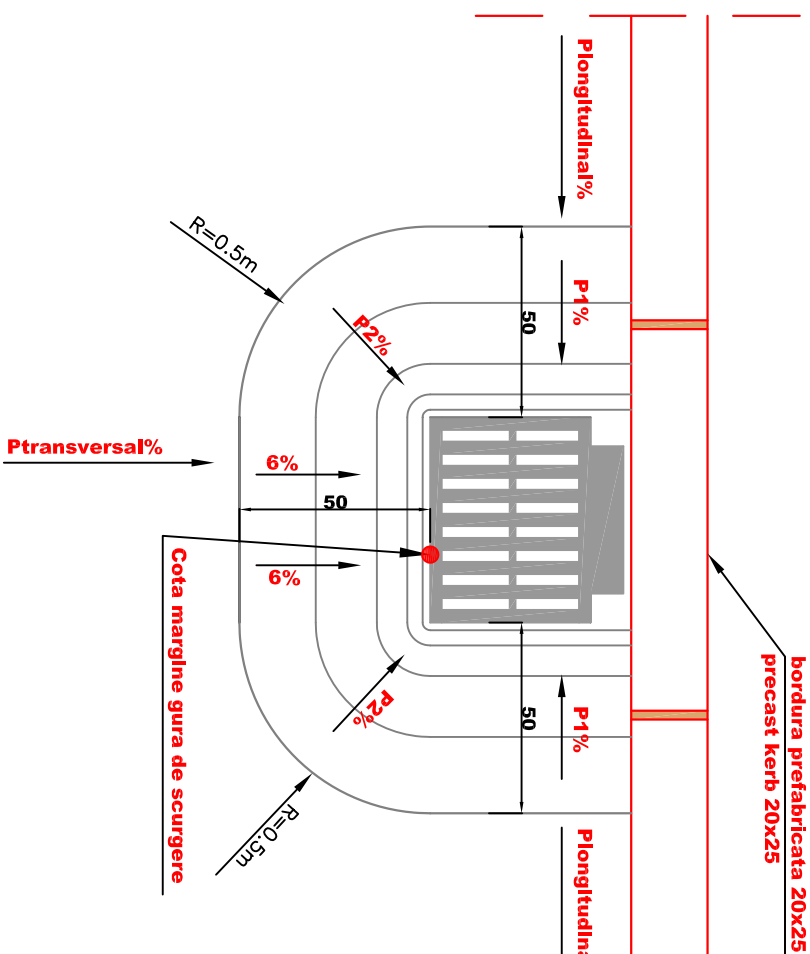 Plongitudinal%
R=0.5m
P1%
50
P2%
Ptransversal%
6%
50
6%
Cota margine gura de scurgere
P2%
P1%
50
R=0.5m
bordura prefabricata 20x25
precast kerb 20x25
Plongitudina